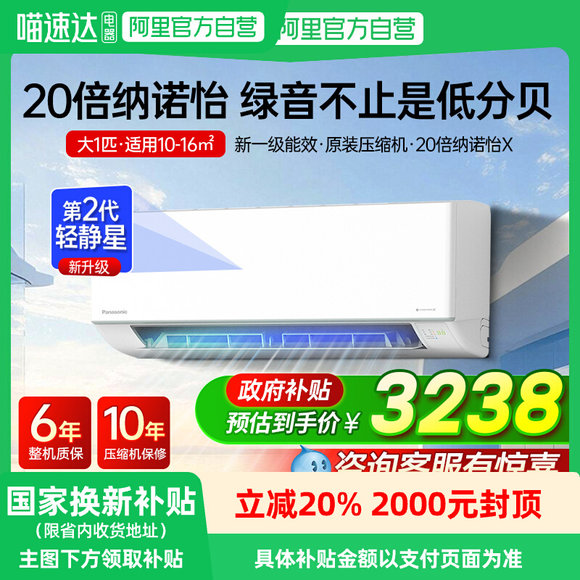 喵速达电器 阿里官方自营 阿里官方自营
20倍纳诺怡 绿音不止是低分贝
大1匹·适用10-16㎡ 新一级能效·原装压缩机·20倍纳诺怡X
第2代
轻静星
新升级
Panasonic
政府补贴
预估到手价¥3238
6年
整机质保
10年
压缩机保修
咨询客服有惊喜
国家换新补贴
(限省内收货地址)
主图下方领取补贴
立减20% 2000元封顶
具体补贴金额以支付页面为准